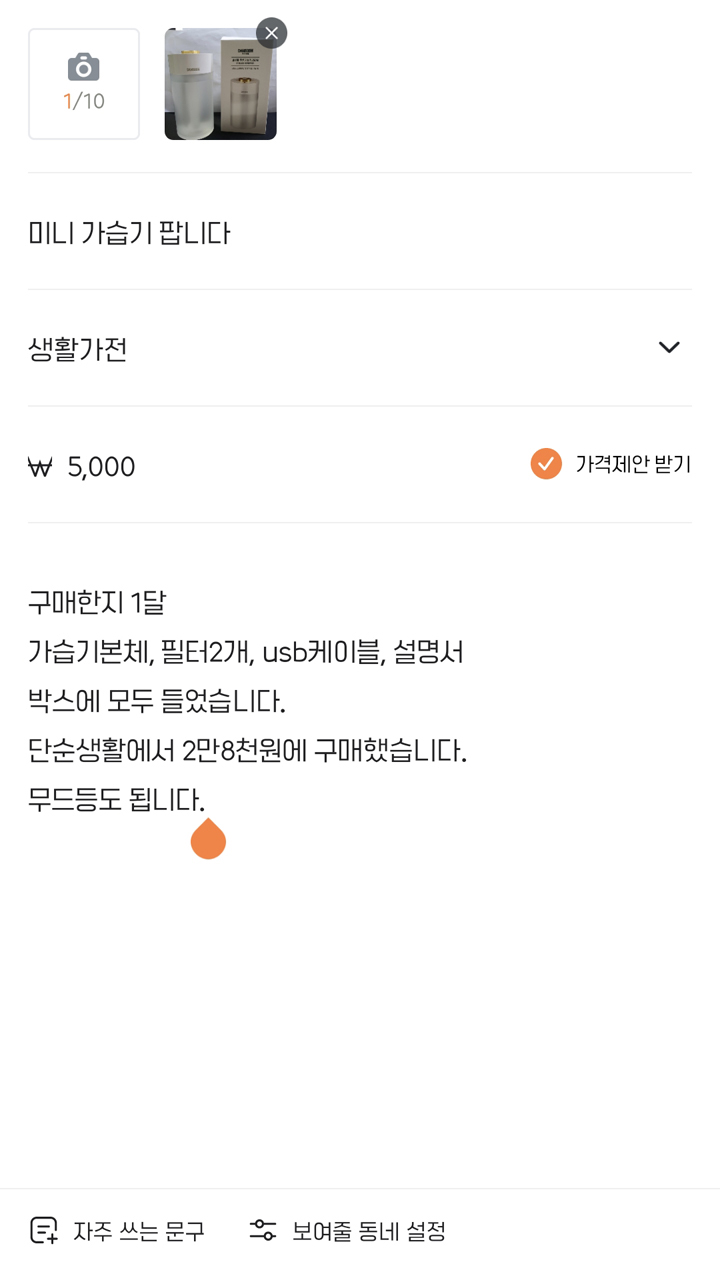 1/10
미니 가습기 팝니다
생활가전
₩ 5,000
가격제안 받기
구매한지 1달
가습기본체, 필터2개, usb케이블, 설명서
박스에 모두 들었습니다.
단순생활에서 2만8천원에 구매했습니다.
무드등도 됩니다.
자주 쓰는 문구
보여줄 동네 설정